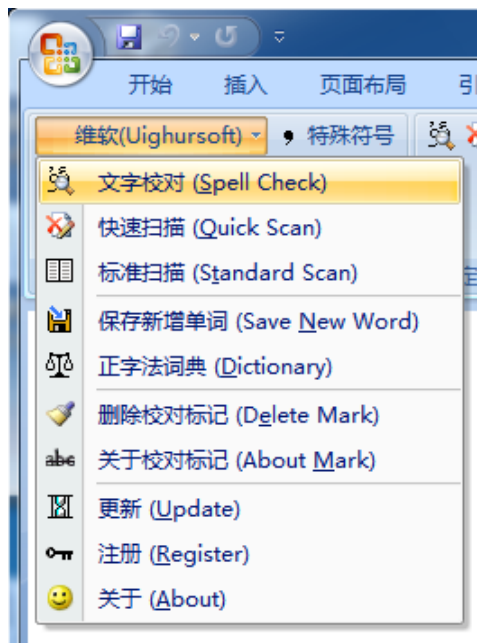 开始 插入 页面布局 引
维软(Uighursoft) 特殊符号
文字校对 (Spell Check)
快速扫描 (Quick Scan)
标准扫描 (Standard Scan)
保存新增单词 (Save New Word)
正字法词典 (Dictionary)
删除校对标记 (Delete Mark)
abc 关于校对标记 (About Mark)
更新 (Update)
注册 (Register)
关于 (About)